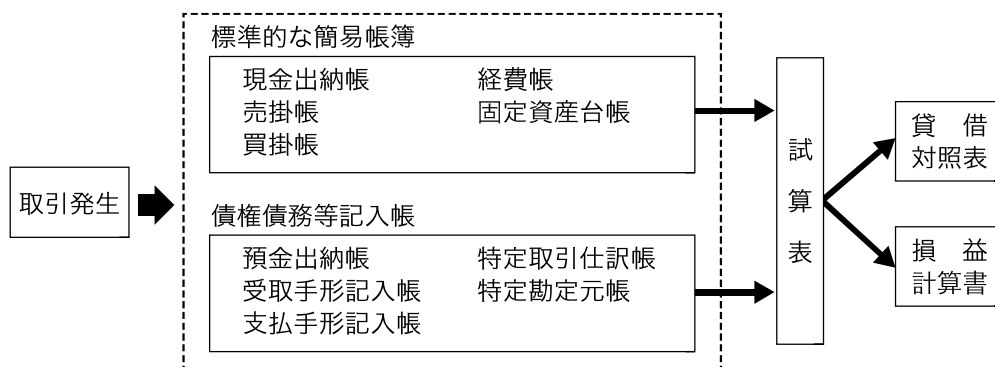 取引発生
標準的な簡易帳簿
現金出納帳
売掛帳
買掛帳
経費帳
固定資産台帳
債権債務等記入帳
預金出納帳
受取手形記入帳
支払手形記入帳
特定取引仕訳帳
特定勘定元帳
試算表
貸　借
対照表
損　益
計算書